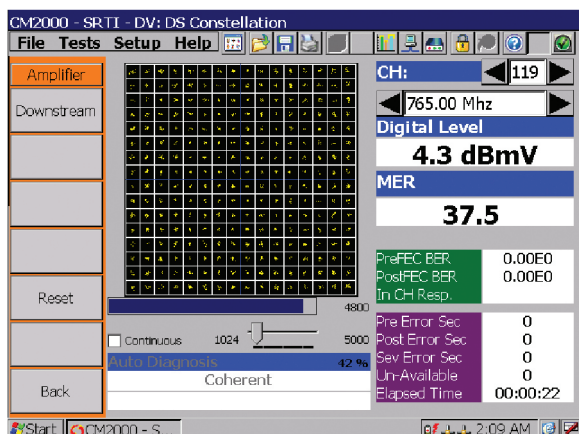 CM2000 - SRTI - DV: DS Constellation
File Tests Setup Help
Amplifier
Downstream
Reset
Back
CH: 119
765.00 Mhz
Digital Level
4.3 dBmV
MER
37.5
PreFEC BER 0.00E0
PostFEC BER 0.00E0
In CH Resp.
4800
Continuous 1024 5000
Auto Diagnosis 42 %
Coherent
Pre Error Sec 0
Post Error Sec 0
Sev Error Sec 0
Un-Available 0
Elapsed Time 00:00:22
Start CM2000 - S... 2:09 AM